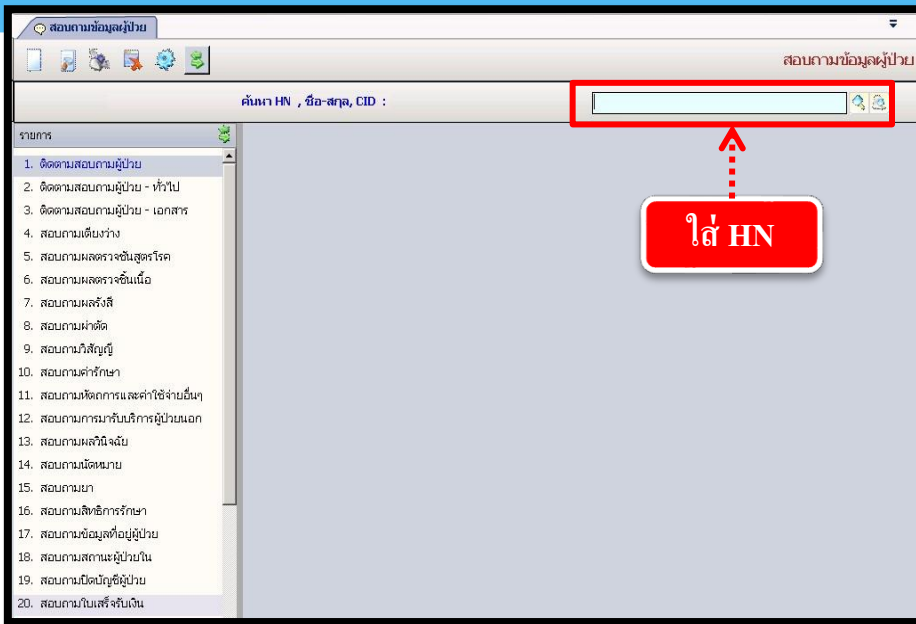 สอบถามข้อมูลผู้ป่วย
สอบถามข้อมูลผู้ป่วย
ค้นหา HN , ชื่อ-สกุล, CID :
รายการ
1. ติดตามสอบถามผู้ป่วย
2. ติดตามสอบถามผู้ป่วย - ทั่วไป
3. ติดตามสอบถามผู้ป่วย - เอกสาร
4. สอบถามเตียงว่าง
5. สอบถามผลตรวจชันสูตรโรค
6. สอบถามผลตรวจชิ้นเนื้อ
7. สอบถามผลรังสี
8. สอบถามผ่าตัด
9. สอบถามวิสัญญี
10. สอบถามค่ารักษา
11. สอบถามหัตถการและค่าใช้จ่ายอื่นๆ
12. สอบถามการมารับบริการผู้ป่วยนอก
13. สอบถามผลวินิจฉัย
14. สอบถามนัดหมาย
15. สอบถามยา
16. สอบถามสิทธิการรักษา
17. สอบถามข้อมูลที่อยู่ผู้ป่วย
18. สอบถามสถานะผู้ป่วยใน
19. สอบถามปิดบัญชีผู้ป่วย
20. สอบถามใบเสร็จรับเงิน
ใส่ HN